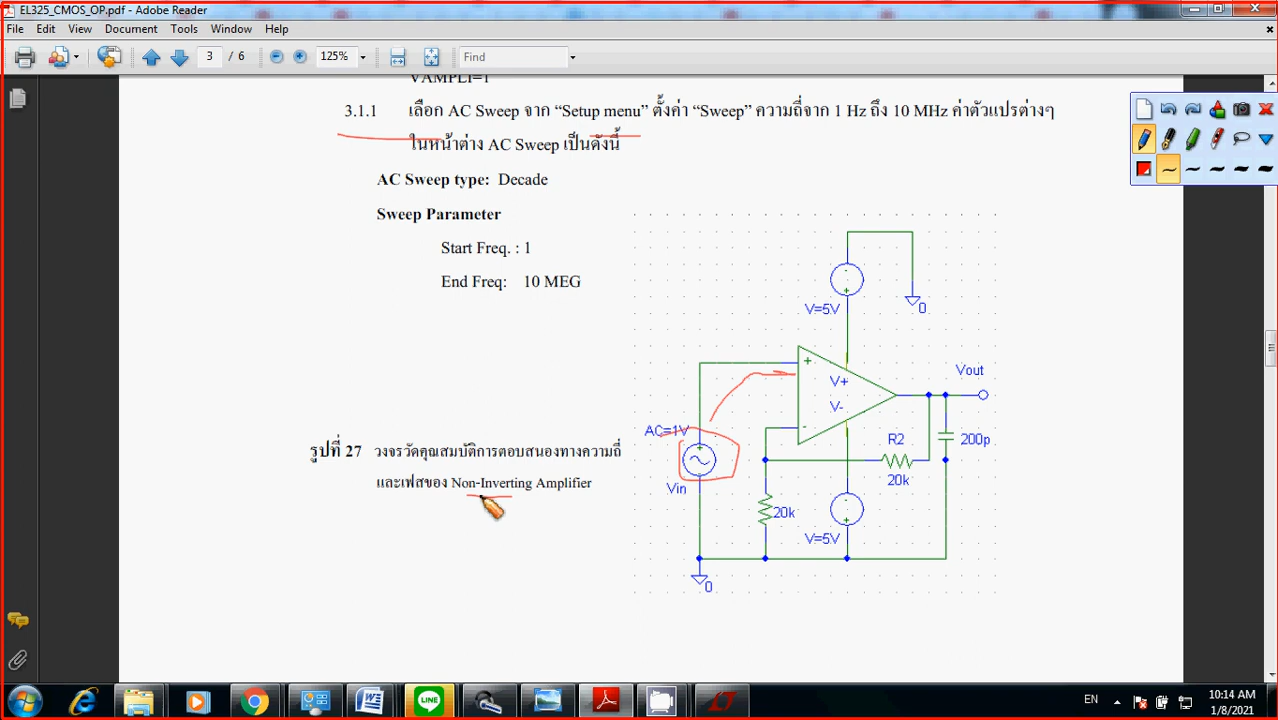 EL325_CMOS_OP.pdf - Adobe Reader
File Edit View Document Tools Help
3 / 6 125% Find
VAMPLI=1
3.1.1 เลือก AC Sweep จาก “Setup menu” ตั้งค่า “Sweep” ความถี่จาก 1 Hz ถึง 10 MHz ค่าตัวแปรต่างๆ
ในหน้าต่าง AC Sweep เป็นดังนี้
AC Sweep type: Decade
Sweep Parameter
Start Freq. : 1
End Freq: 10 MEG
V=5V
0
+
V+
V-
-
Vout
AC=1V
R2
20k
200p
Vin
20k
V=5V
0
รูปที่ 27 วงจรวัดคุณสมบัติการตอบสนองทางความถี่
และเฟสของ Non-Inverting Amplifier
EN
10:14 AM
1/8/2021